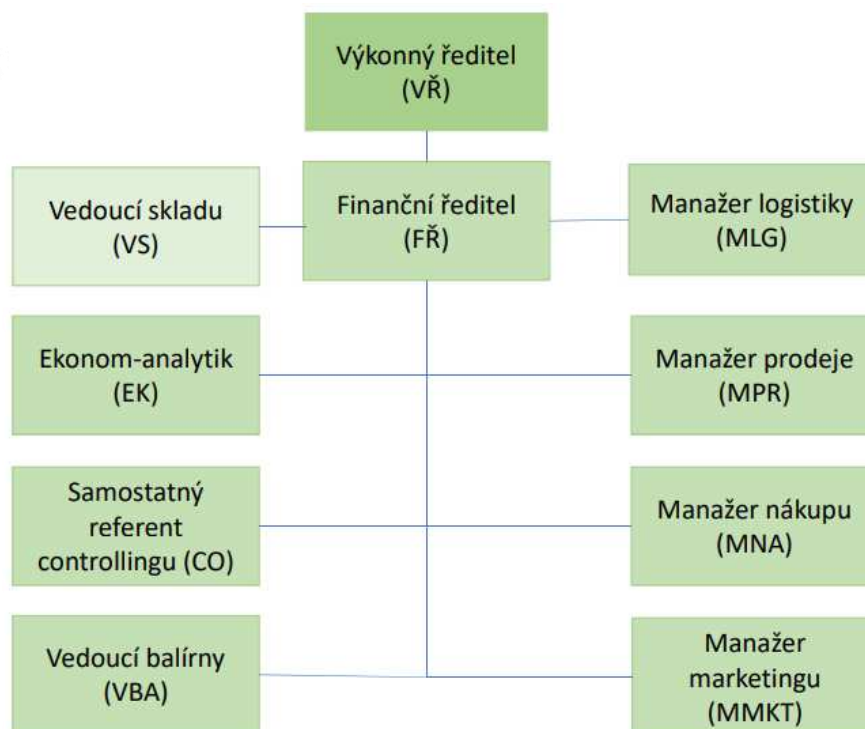 Výkonný ředitel
(VŘ)
Vedoucí skladu
(VS)
Finanční ředitel
(FŘ)
Manažer logistiky
(MLG)
Ekonom-analytik
(EK)
Manažer prodeje
(MPR)
Samostatný
referent
controllingu (CO)
Manažer nákupu
(MNA)
Vedoucí balírny
(VBA)
Manažer
marketingu
(MMKT)